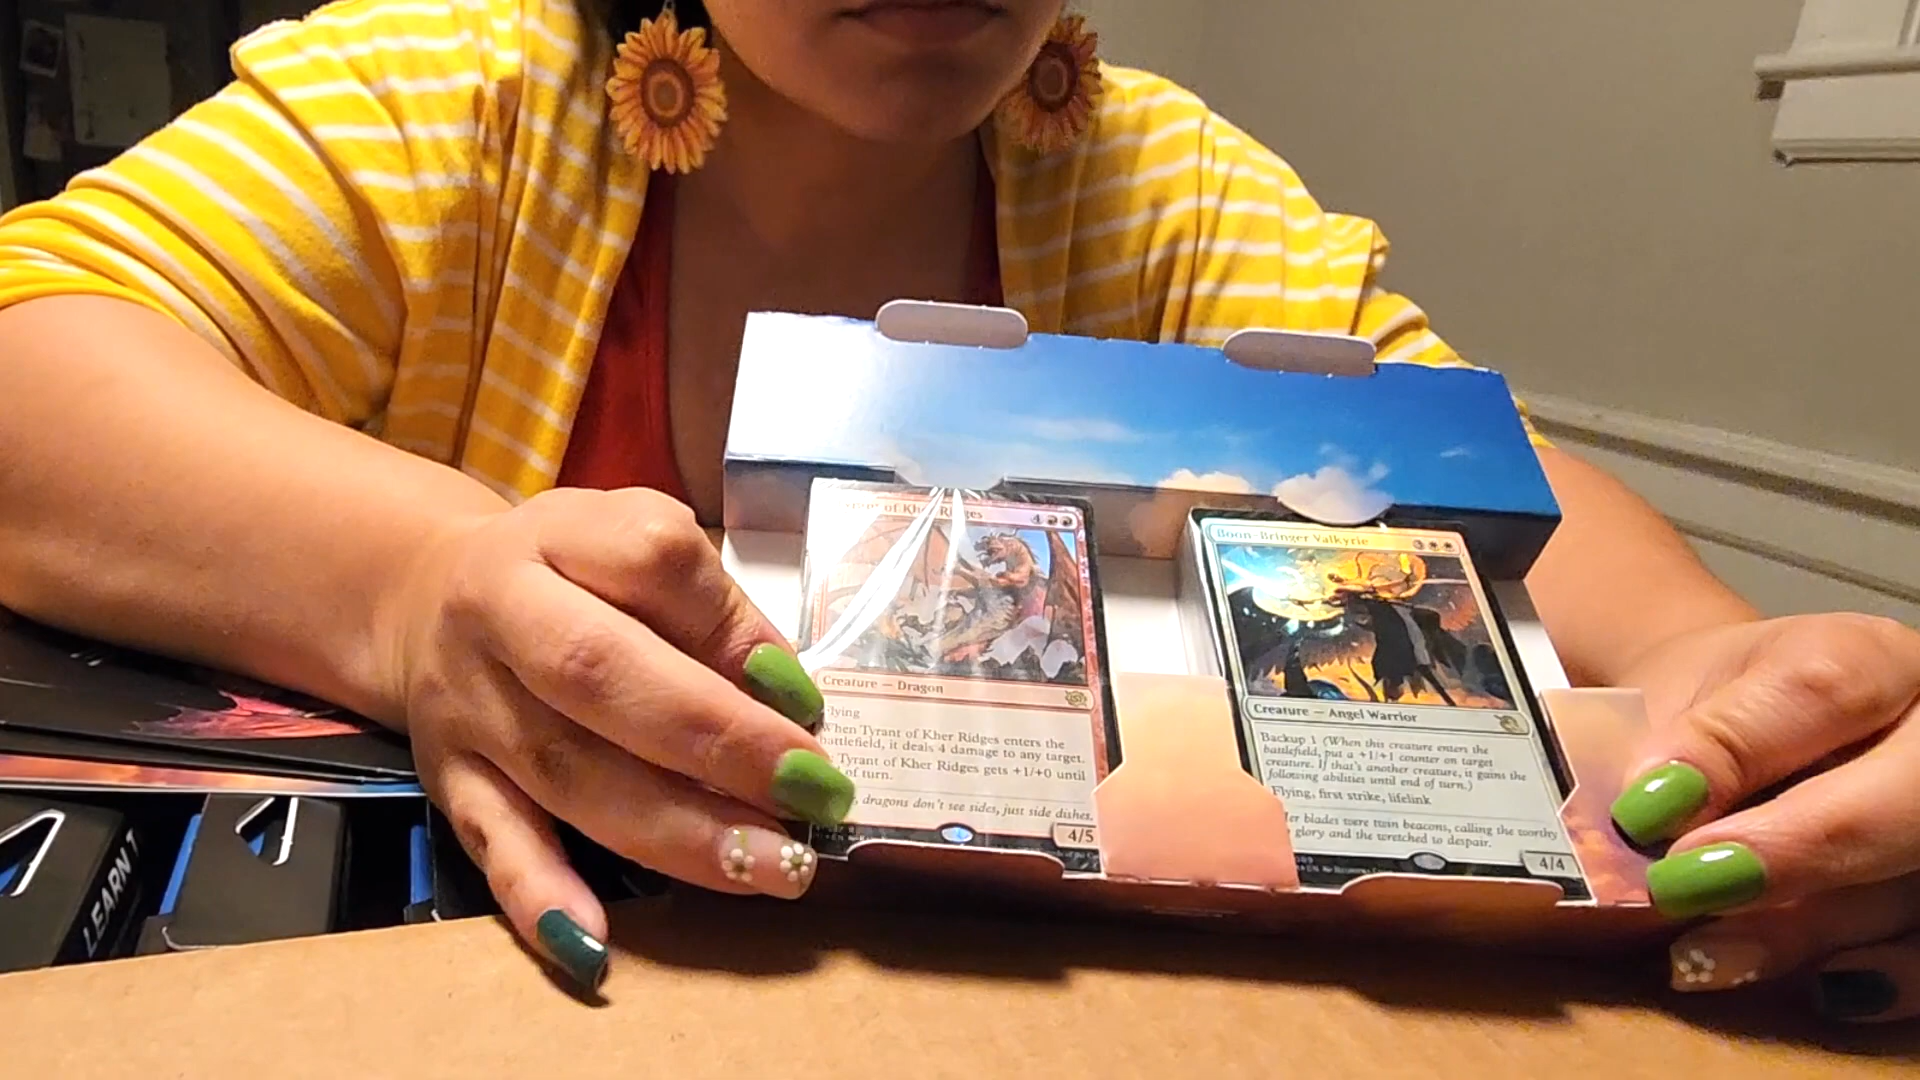 of Kher Ridges 4
Creature — Dragon
Flying
When Tyrant of Kher Ridges enters the
battlefield, it deals 4 damage to any target.
Tyrant of Kher Ridges gets +1/+0 until
of turn.
dragons don't see sides, just side dishes.
4/5
Boon-Bringer Valkyrie 3
Creature — Angel Warrior
Backup 1 (When this creature enters the
battlefield, put a +1/+1 counter on target
creature. If that's another creature, it gains the
following abilities until end of turn.)
Flying, first strike, lifelink
Her blades were twin beacons, calling the worthy
glory and the wretched to despair.
4/4
LEARN T